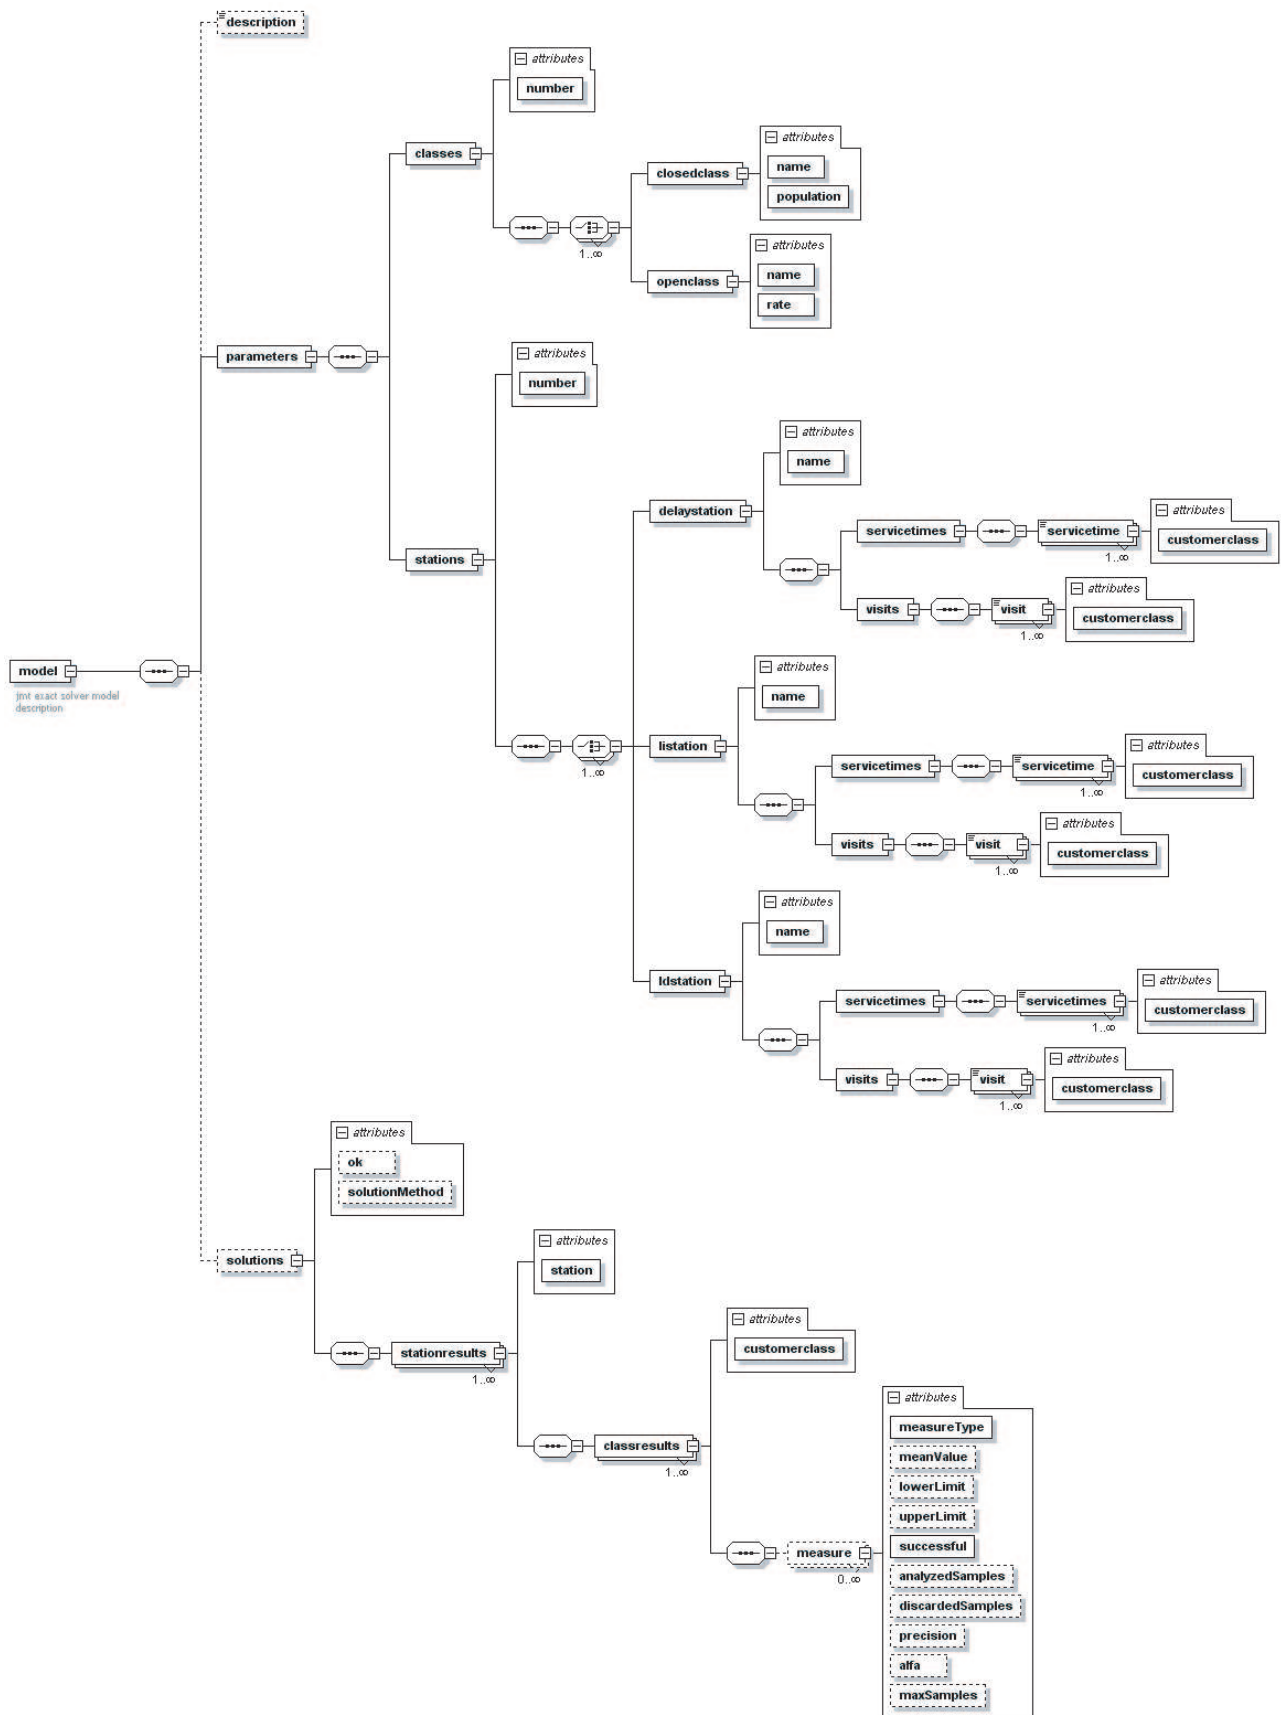 description
attributes
number
classes
attributes
name
population
closedclass
1..∞
attributes
name
rate
openclass
parameters
attributes
number
stations
attributes
name
delaystation
servicetimes
servicetime
1..∞
attributes
customerclass
visits
visit
1..∞
attributes
customerclass
model
jmt exact solver model
description
1..∞
attributes
name
listation
servicetimes
servicetime
1..∞
attributes
customerclass
visits
visit
1..∞
attributes
customerclass
attributes
name
ldstation
servicetimes
servicetimes
1..∞
attributes
customerclass
visits
visit
1..∞
attributes
customerclass
attributes
ok
solutionMethod
solutions
attributes
station
stationresults
1..∞
attributes
customerclass
classresults
1..∞
measure
0..∞
attributes
measureType
meanValue
lowerLimit
upperLimit
successful
analyzedSamples
discardedSamples
precision
alfa
maxSamples